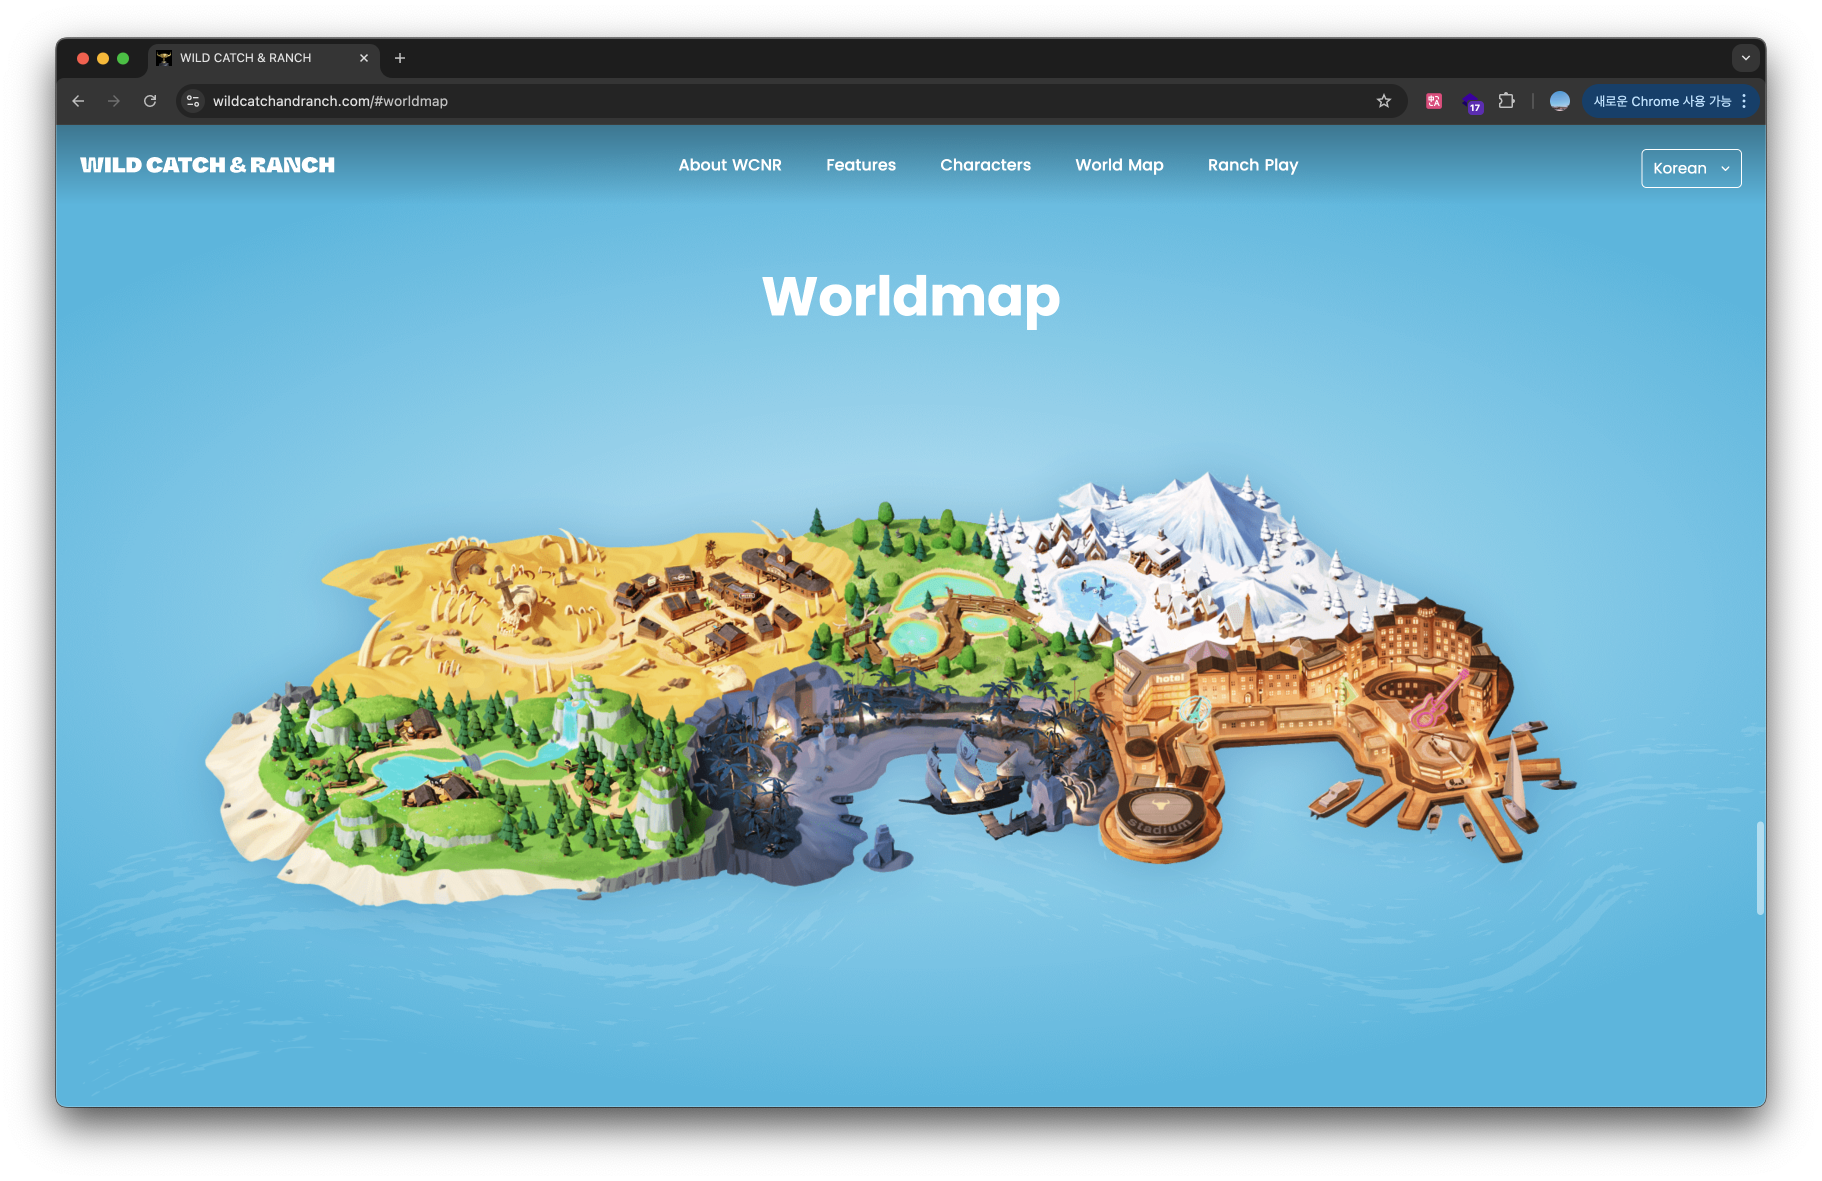 WILD CATCH & RANCH
wildcatchandranch.com/#worldmap
17
새로운 Chrome 사용 가능
WILD CATCH & RANCH
About WCNR
Features
Characters
World Map
Ranch Play
Korean
Worldmap
hotel
stadium